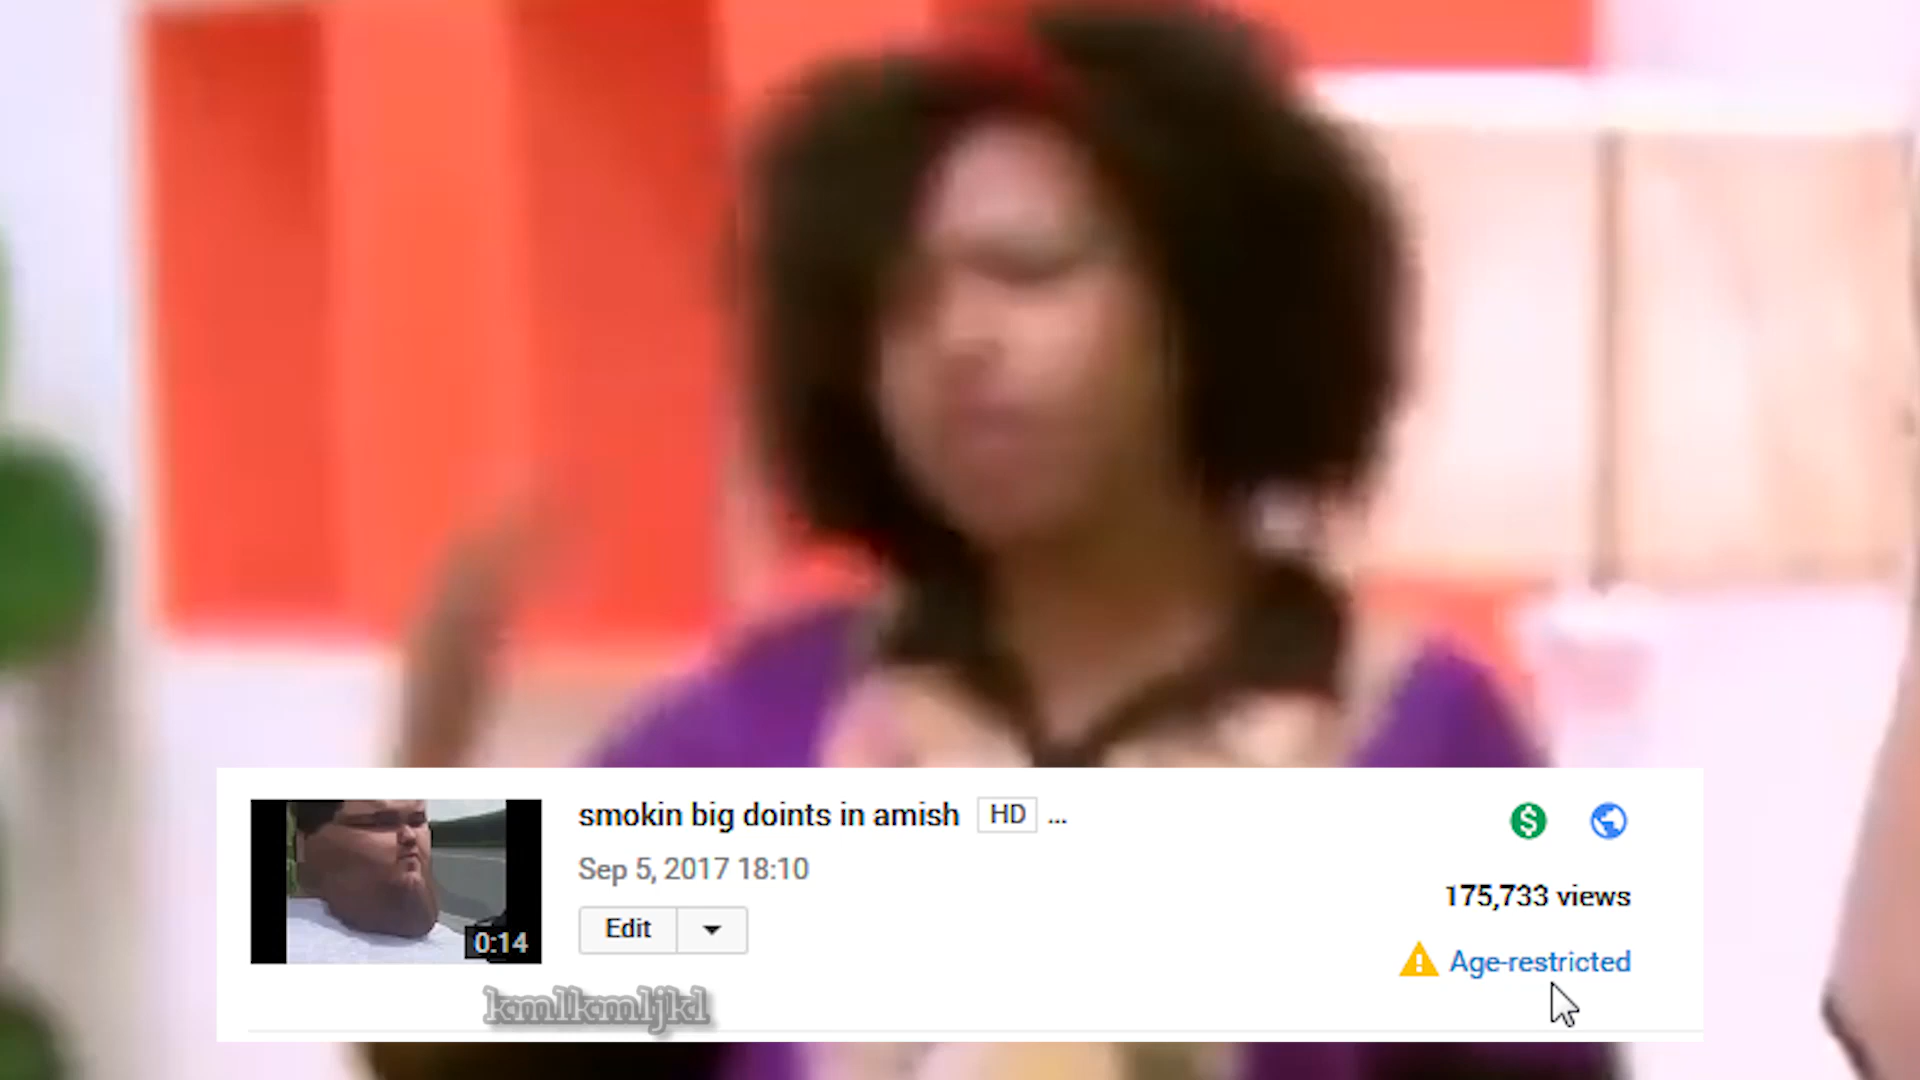 smokin big doints in amish HD ...
Sep 5, 2017 18:10
Edit
0:14
175,733 views
Age-restricted
kmlkmljkl